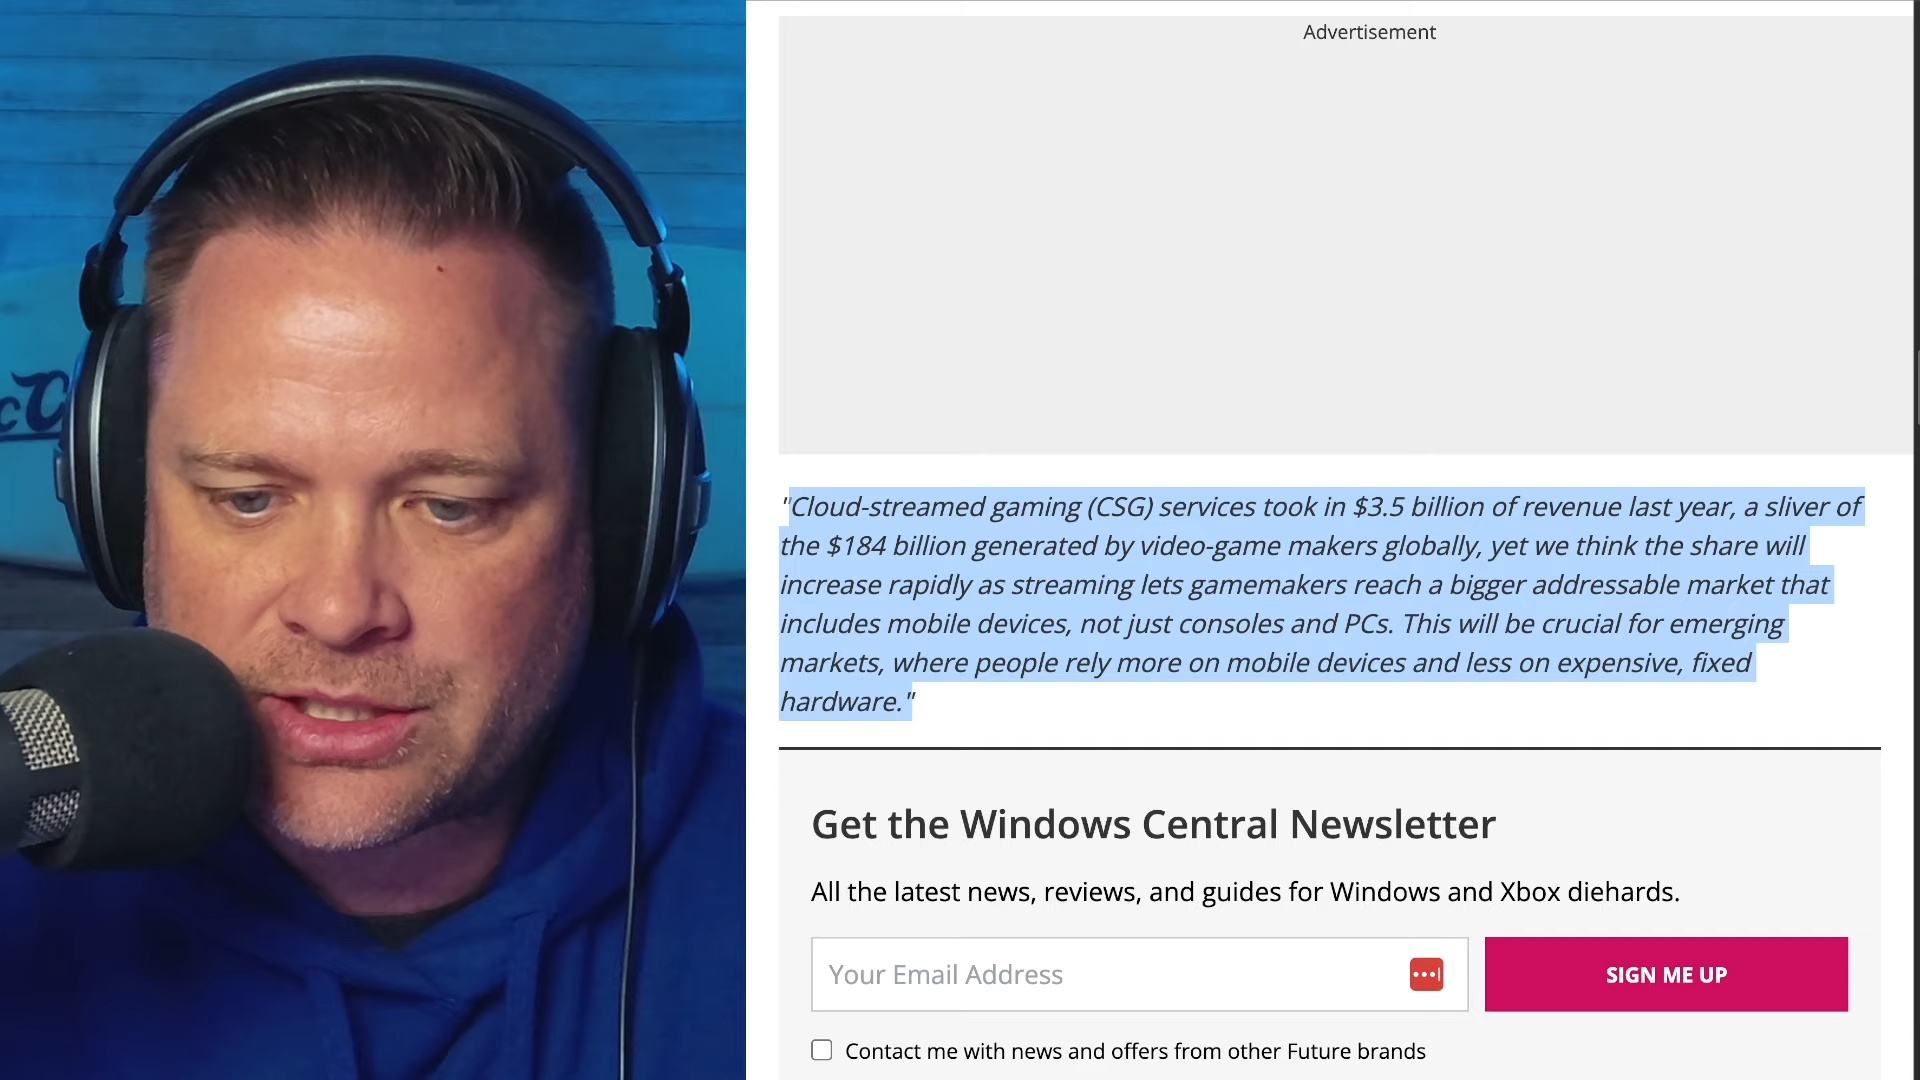 Advertisement
"Cloud-streamed gaming (CSG) services took in $3.5 billion of revenue last year, a sliver of
the $184 billion generated by video-game makers globally, yet we think the share will
increase rapidly as streaming lets gamemakers reach a bigger addressable market that
includes mobile devices, not just consoles and PCs. This will be crucial for emerging
markets, where people rely more on mobile devices and less on expensive, fixed
hardware."
Get the Windows Central Newsletter
All the latest news, reviews, and guides for Windows and Xbox diehards.
Your Email Address
SIGN ME UP
Contact me with news and offers from other Future brands